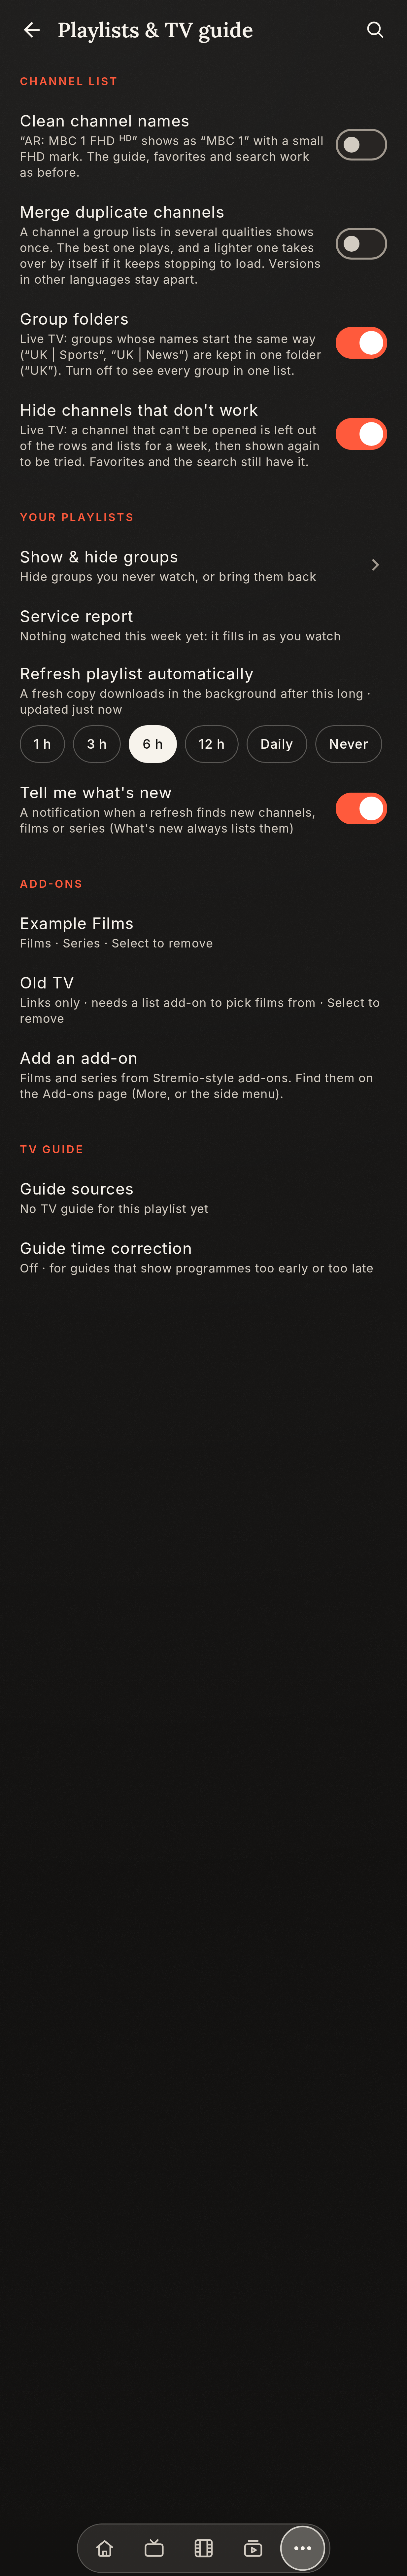 Playlists & TV guide
CHANNEL LIST
Clean channel names
“AR: MBC 1 FHD ᴴᴰ” shows as “MBC 1” with a small
FHD mark. The guide, favorites and search work
as before.
Merge duplicate channels
A channel a group lists in several qualities shows
once. The best one plays, and a lighter one takes
over by itself if it keeps stopping to load. Versions
in other languages stay apart.
Group folders
Live TV: groups whose names start the same way
(“UK | Sports”, “UK | News”) are kept in one folder
(“UK”). Turn off to see every group in one list.
Hide channels that don't work
Live TV: a channel that can't be opened is left out
of the rows and lists for a week, then shown again
to be tried. Favorites and the search still have it.
YOUR PLAYLISTS
Show & hide groups
Hide groups you never watch, or bring them back
Service report
Nothing watched this week yet: it fills in as you watch
Refresh playlist automatically
A fresh copy downloads in the background after this long ·
updated just now
1 h 3 h 6 h 12 h Daily Never
Tell me what's new
A notification when a refresh finds new channels,
films or series (What's new always lists them)
ADD-ONS
Example Films
Films · Series · Select to remove
Old TV
Links only · needs a list add-on to pick films from · Select to
remove
Add an add-on
Films and series from Stremio-style add-ons. Find them on
the Add-ons page (More, or the side menu).
TV GUIDE
Guide sources
No TV guide for this playlist yet
Guide time correction
Off · for guides that show programmes too early or too late